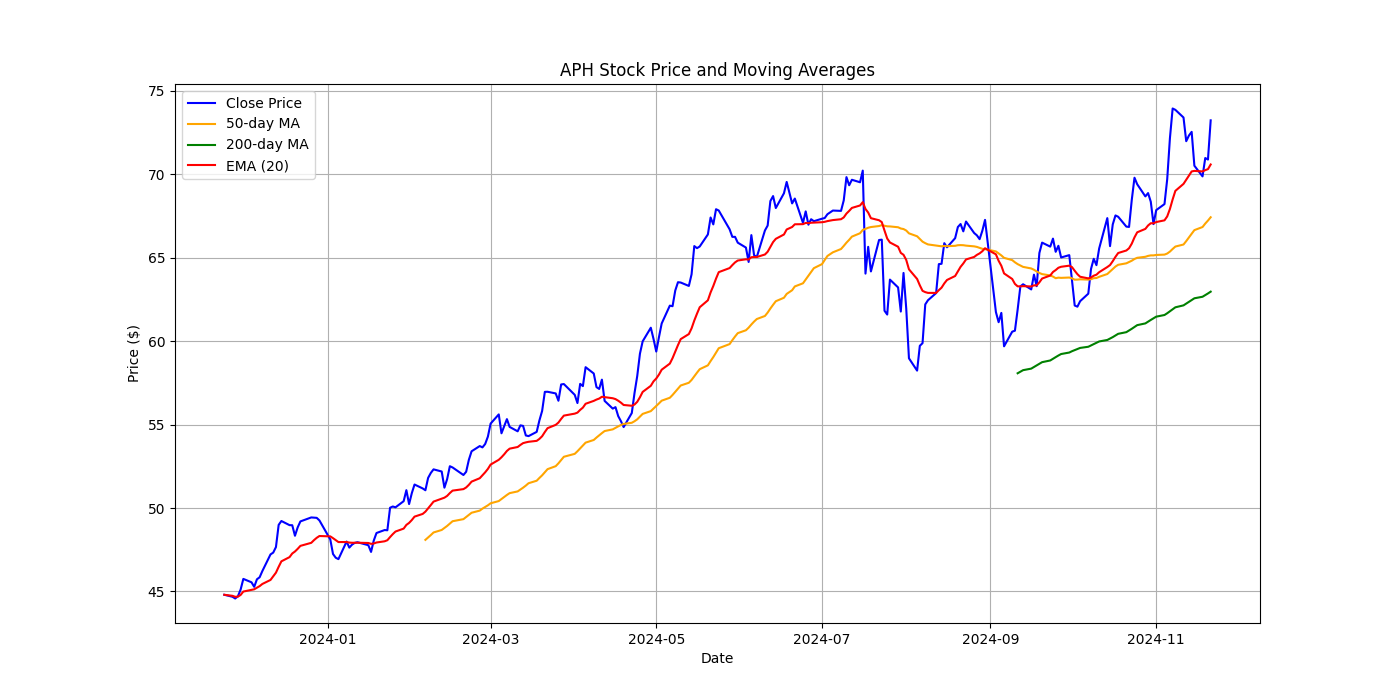 APH Stock Price and Moving Averages
Close Price
50-day MA
200-day MA
EMA (20)
Price ($)
75
70
65
60
55
50
45
2024-01
2024-03
2024-05
2024-07
2024-09
2024-11
Date